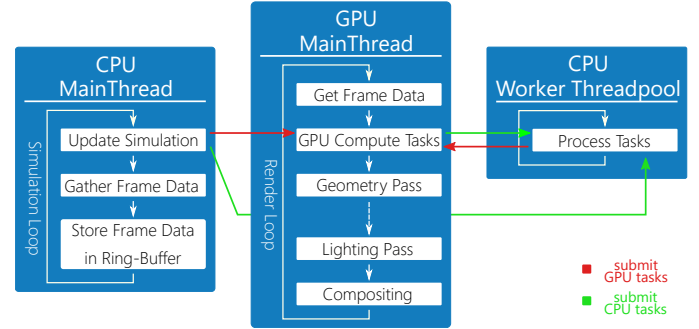 CPU
MainThread
Simulation Loop
Update Simulation
Gather Frame Data
Store Frame Data
in Ring-Buffer
GPU
MainThread
Render Loop
Get Frame Data
GPU Compute Tasks
Geometry Pass
Lighting Pass
Compositing
CPU
Worker Threadpool
Process Tasks
submit
GPU tasks
submit
CPU tasks